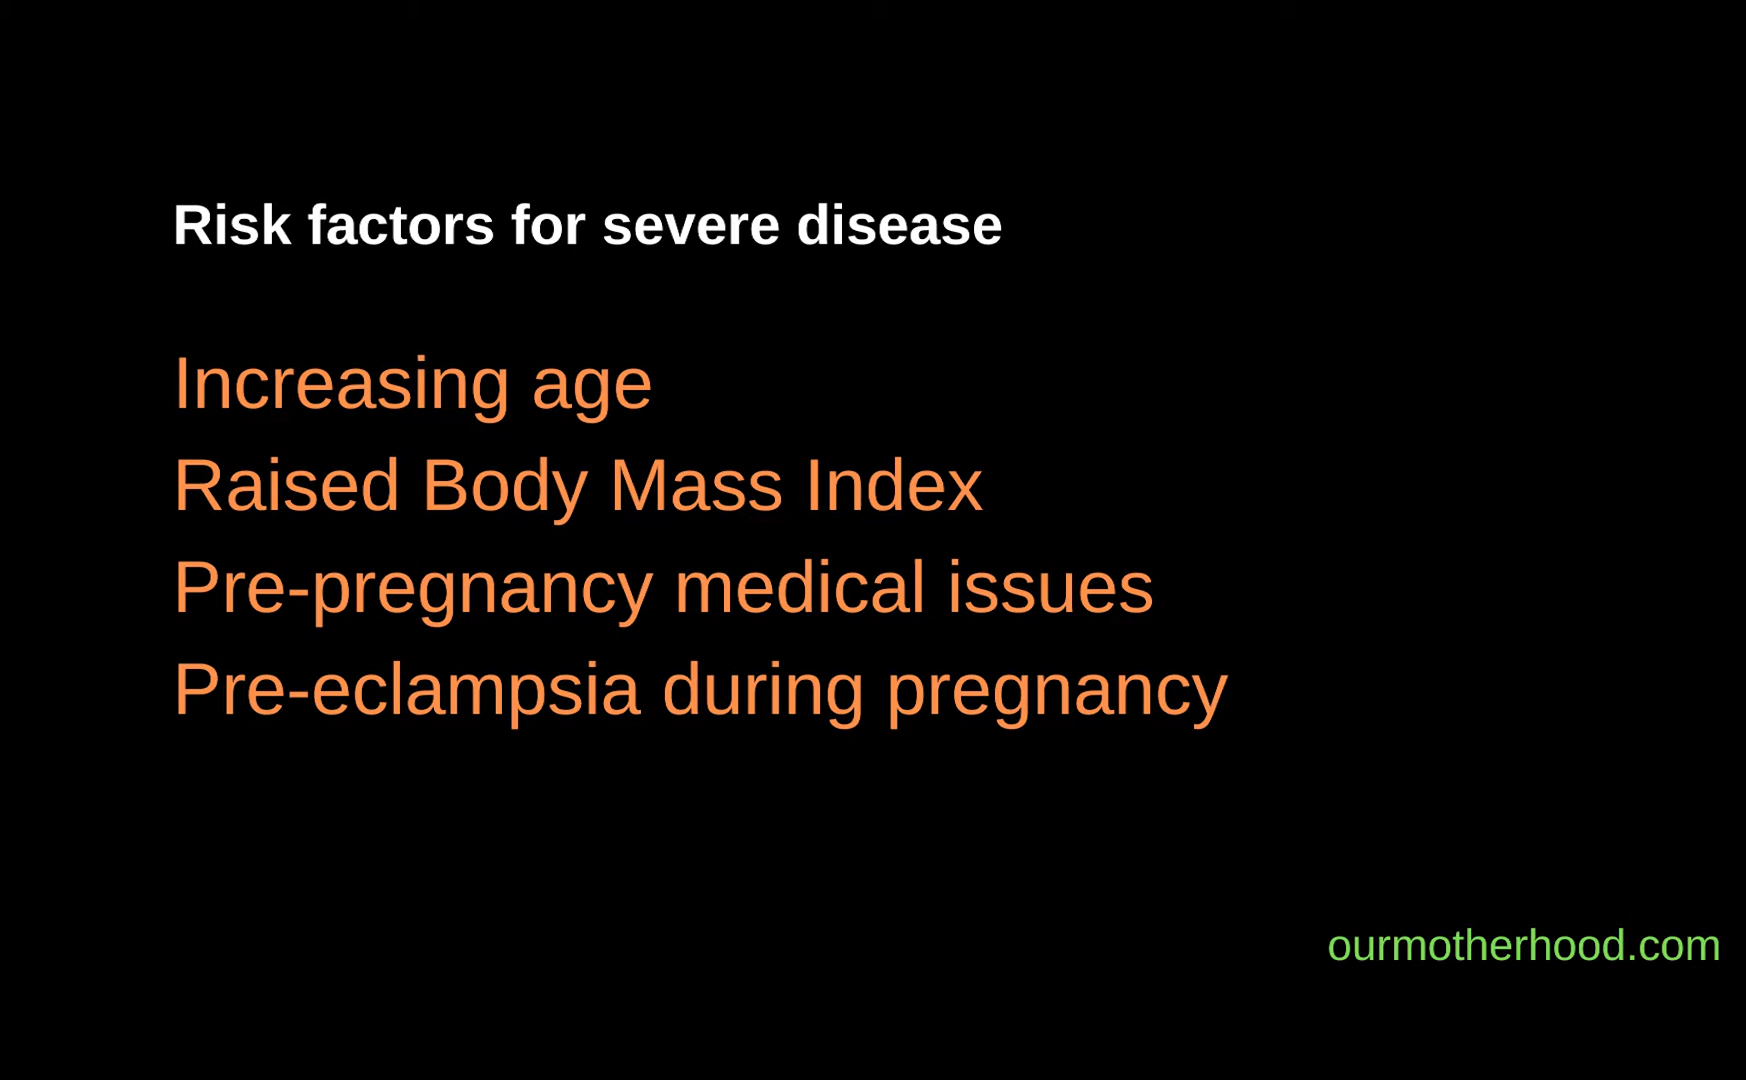 Risk factors for severe disease
Increasing age
Raised Body Mass Index
Pre-pregnancy medical issues
Pre-eclampsia during pregnancy
ourmotherhood.com